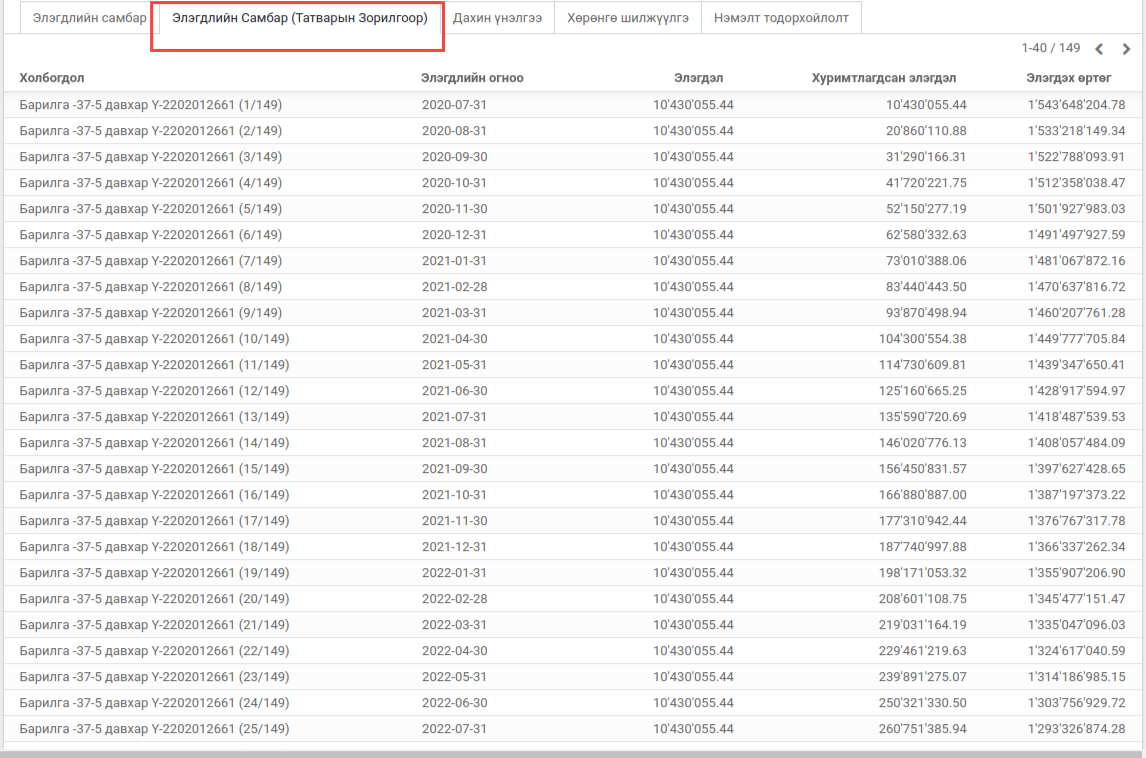 Элэгдлийн самбар Элэгдлийн Самбар (Татварын Зорилгоор) Дахин үнэлгээ Хөрөнгө шилжүүлгэ Нэмэлт тодорхойлолт
1-40 / 149
Холбогдол Элэгдлийн огноо Элэгдэл Хуримтлагдсан элэгдэл Элэгдэх өртөг
Барилга -37-5 давхар Y-2202012661 (1/149) 2020-07-31 10'430'055.44 10'430'055.44 1'543'648'204.78
Барилга -37-5 давхар Y-2202012661 (2/149) 2020-08-31 10'430'055.44 20'860'110.88 1'533'218'149.34
Барилга -37-5 давхар Y-2202012661 (3/149) 2020-09-30 10'430'055.44 31'290'166.31 1'522'788'093.91
Барилга -37-5 давхар Y-2202012661 (4/149) 2020-10-31 10'430'055.44 41'720'221.75 1'512'358'038.47
Барилга -37-5 давхар Y-2202012661 (5/149) 2020-11-30 10'430'055.44 52'150'277.19 1'501'927'983.03
Барилга -37-5 давхар Y-2202012661 (6/149) 2020-12-31 10'430'055.44 62'580'332.63 1'491'497'927.59
Барилга -37-5 давхар Y-2202012661 (7/149) 2021-01-31 10'430'055.44 73'010'388.06 1'481'067'872.16
Барилга -37-5 давхар Y-2202012661 (8/149) 2021-02-28 10'430'055.44 83'440'443.50 1'470'637'816.72
Барилга -37-5 давхар Y-2202012661 (9/149) 2021-03-31 10'430'055.44 93'870'498.94 1'460'207'761.28
Барилга -37-5 давхар Y-2202012661 (10/149) 2021-04-30 10'430'055.44 104'300'554.38 1'449'777'705.84
Барилга -37-5 давхар Y-2202012661 (11/149) 2021-05-31 10'430'055.44 114'730'609.81 1'439'347'650.41
Барилга -37-5 давхар Y-2202012661 (12/149) 2021-06-30 10'430'055.44 125'160'665.25 1'428'917'594.97
Барилга -37-5 давхар Y-2202012661 (13/149) 2021-07-31 10'430'055.44 135'590'720.69 1'418'487'539.53
Барилга -37-5 давхар Y-2202012661 (14/149) 2021-08-31 10'430'055.44 146'020'776.13 1'408'057'484.09
Барилга -37-5 давхар Y-2202012661 (15/149) 2021-09-30 10'430'055.44 156'450'831.57 1'397'627'428.65
Барилга -37-5 давхар Y-2202012661 (16/149) 2021-10-31 10'430'055.44 166'880'887.00 1'387'197'373.22
Барилга -37-5 давхар Y-2202012661 (17/149) 2021-11-30 10'430'055.44 177'310'942.44 1'376'767'317.78
Барилга -37-5 давхар Y-2202012661 (18/149) 2021-12-31 10'430'055.44 187'740'997.88 1'366'337'262.34
Барилга -37-5 давхар Y-2202012661 (19/149) 2022-01-31 10'430'055.44 198'171'053.32 1'355'907'206.90
Барилга -37-5 давхар Y-2202012661 (20/149) 2022-02-28 10'430'055.44 208'601'108.75 1'345'477'151.47
Барилга -37-5 давхар Y-2202012661 (21/149) 2022-03-31 10'430'055.44 219'031'164.19 1'335'047'096.03
Барилга -37-5 давхар Y-2202012661 (22/149) 2022-04-30 10'430'055.44 229'461'219.63 1'324'617'040.59
Барилга -37-5 давхар Y-2202012661 (23/149) 2022-05-31 10'430'055.44 239'891'275.07 1'314'186'985.15
Барилга -37-5 давхар Y-2202012661 (24/149) 2022-06-30 10'430'055.44 250'321'330.50 1'303'756'929.72
Барилга -37-5 давхар Y-2202012661 (25/149) 2022-07-31 10'430'055.44 260'751'385.94 1'293'326'874.28